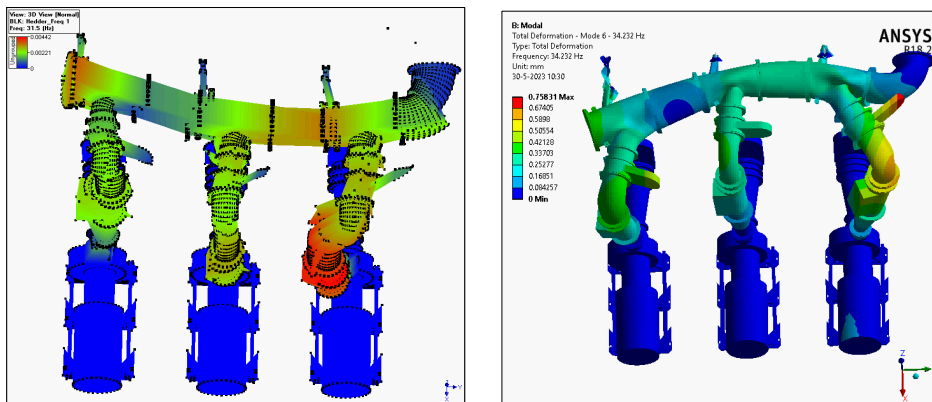 View: 3D View [Normal]
BLK: Hedder_Freq 1
Freq: 31.5 (Hz)
0.00442
0.00221
0
Unsynused
Y
X
B: Modal
Total Deformation - Mode 6 - 34.232 Hz
Type: Total Deformation
Frequency: 34.232 Hz
Unit: mm
30-5-2023 10:30
ANSYS
R18.2
0.75831 Max
0.67405
0.5898
0.50554
0.42128
0.33703
0.25277
0.16851
0.084257
0 Min
Z
X